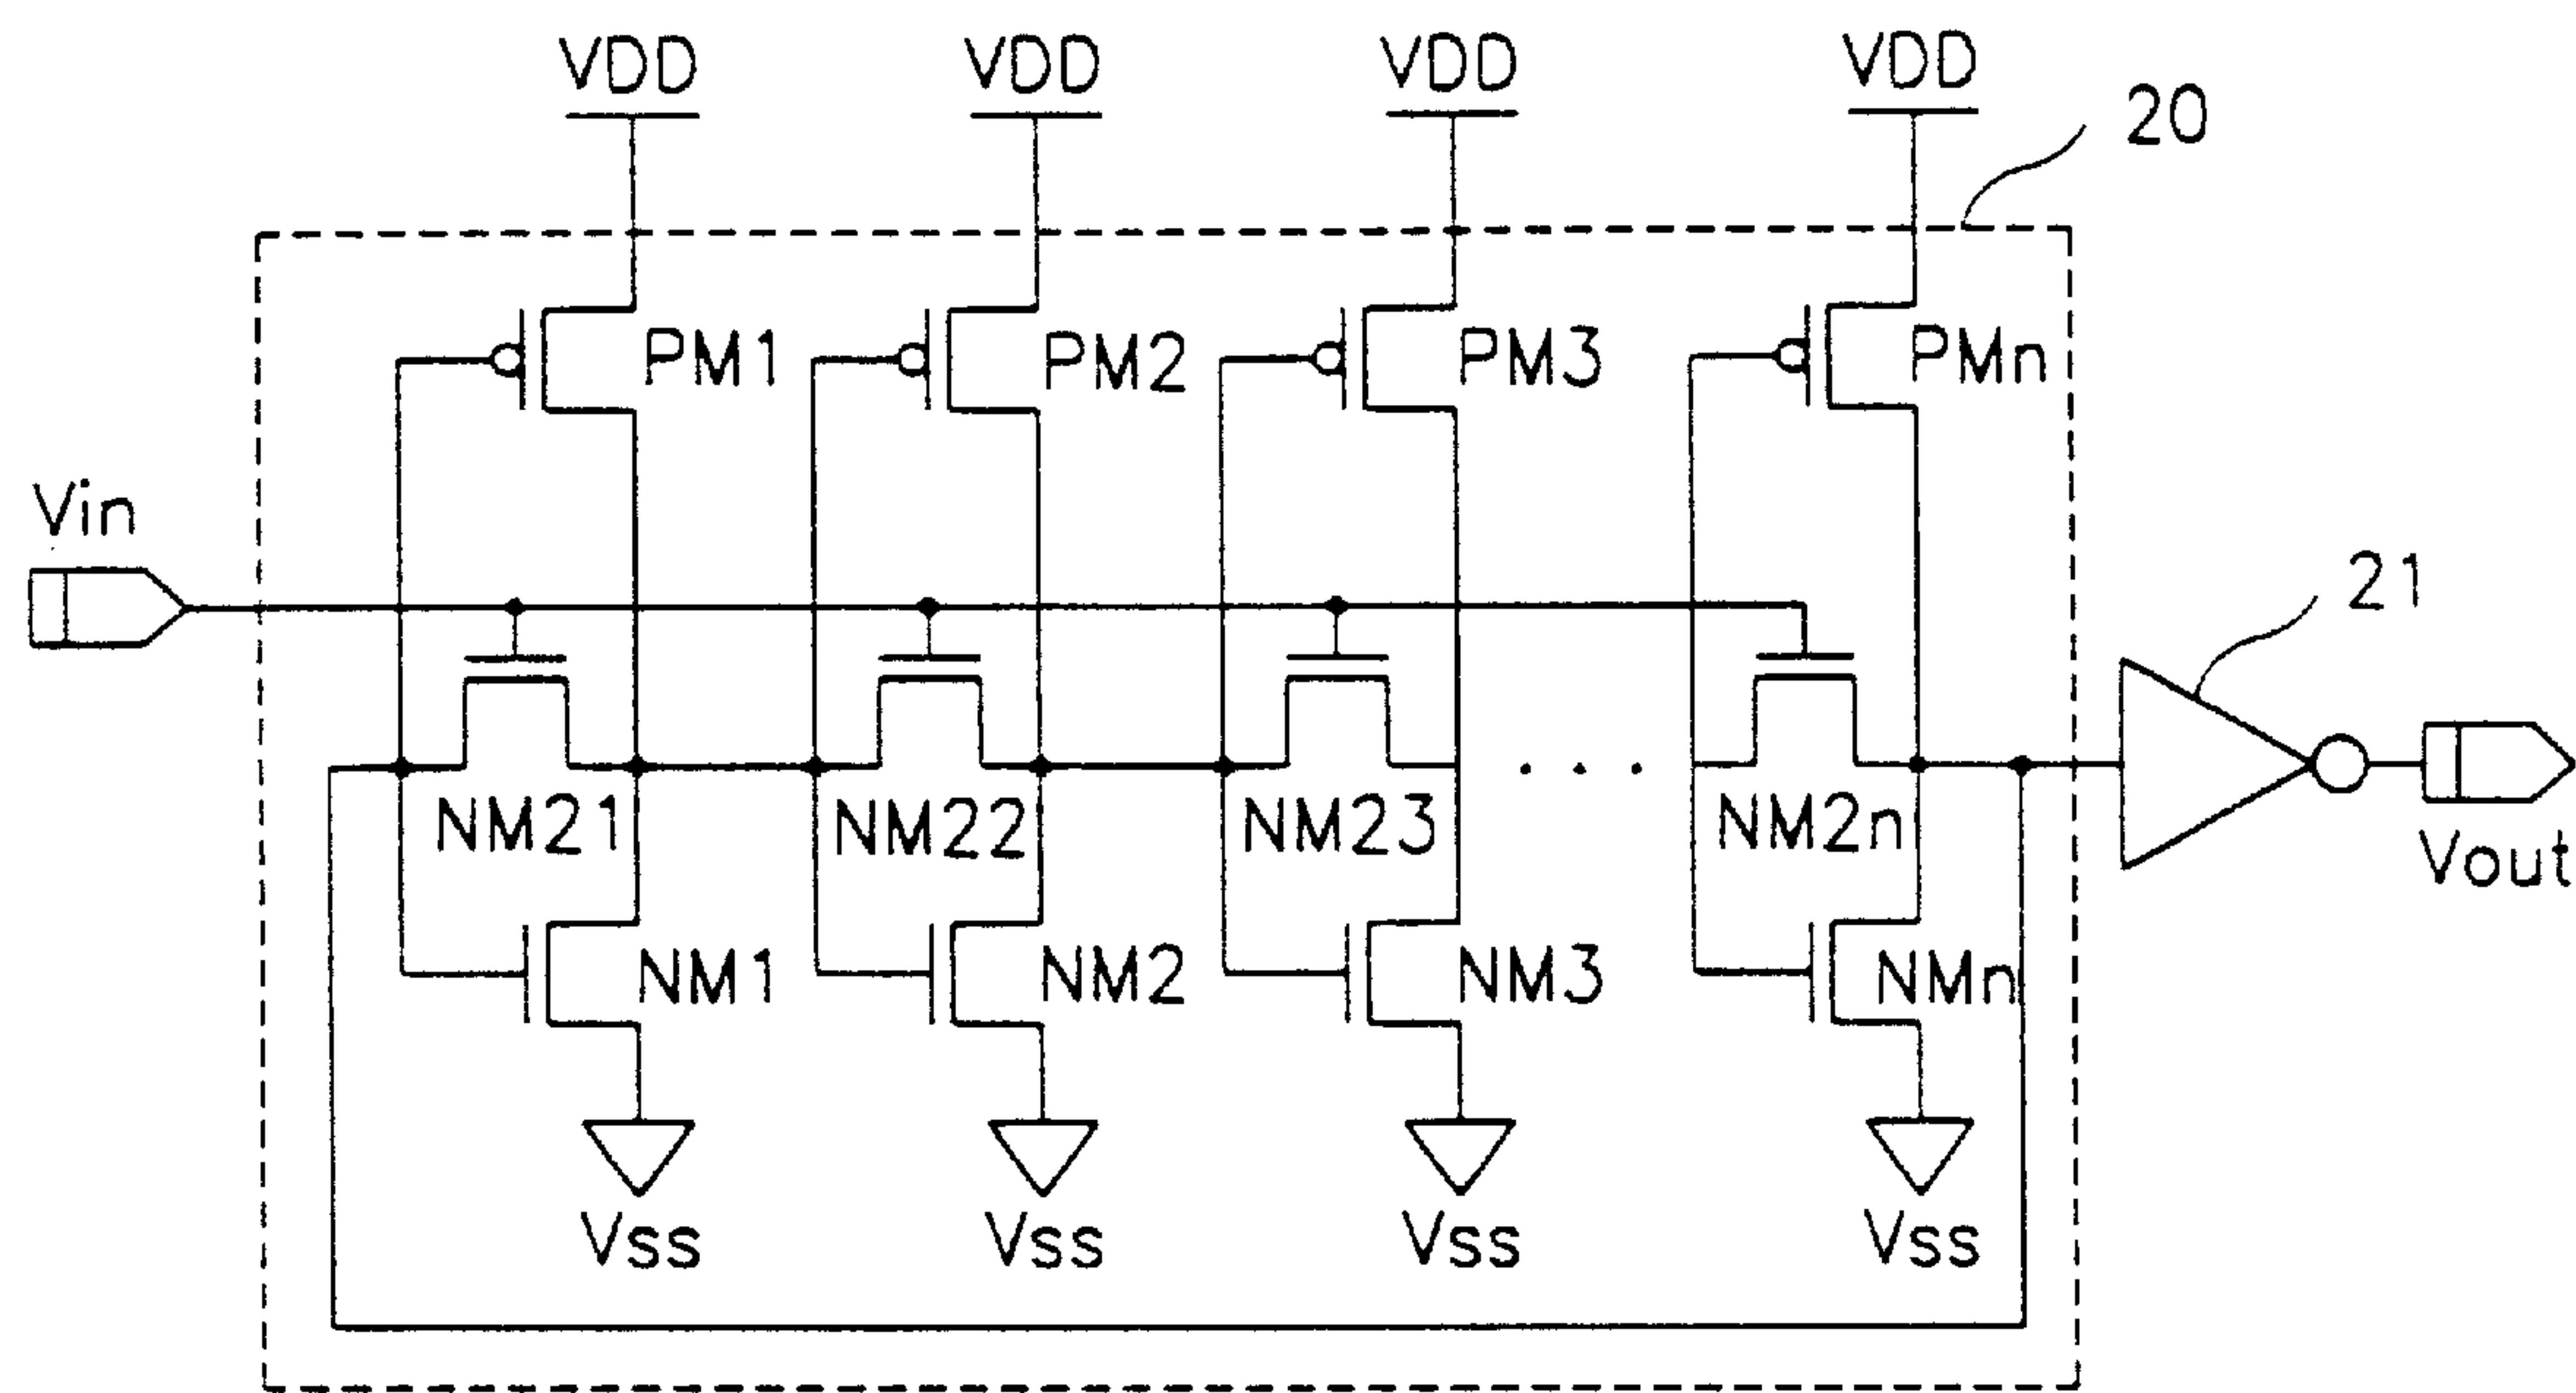 VDD VDD VDD VDD
20
PM1 PM2 PM3 PMn
Vin
21
NM21 NM22 NM23 . . . NM2n
Vout
NM1 NM2 NM3 NMn
Vss Vss Vss Vss